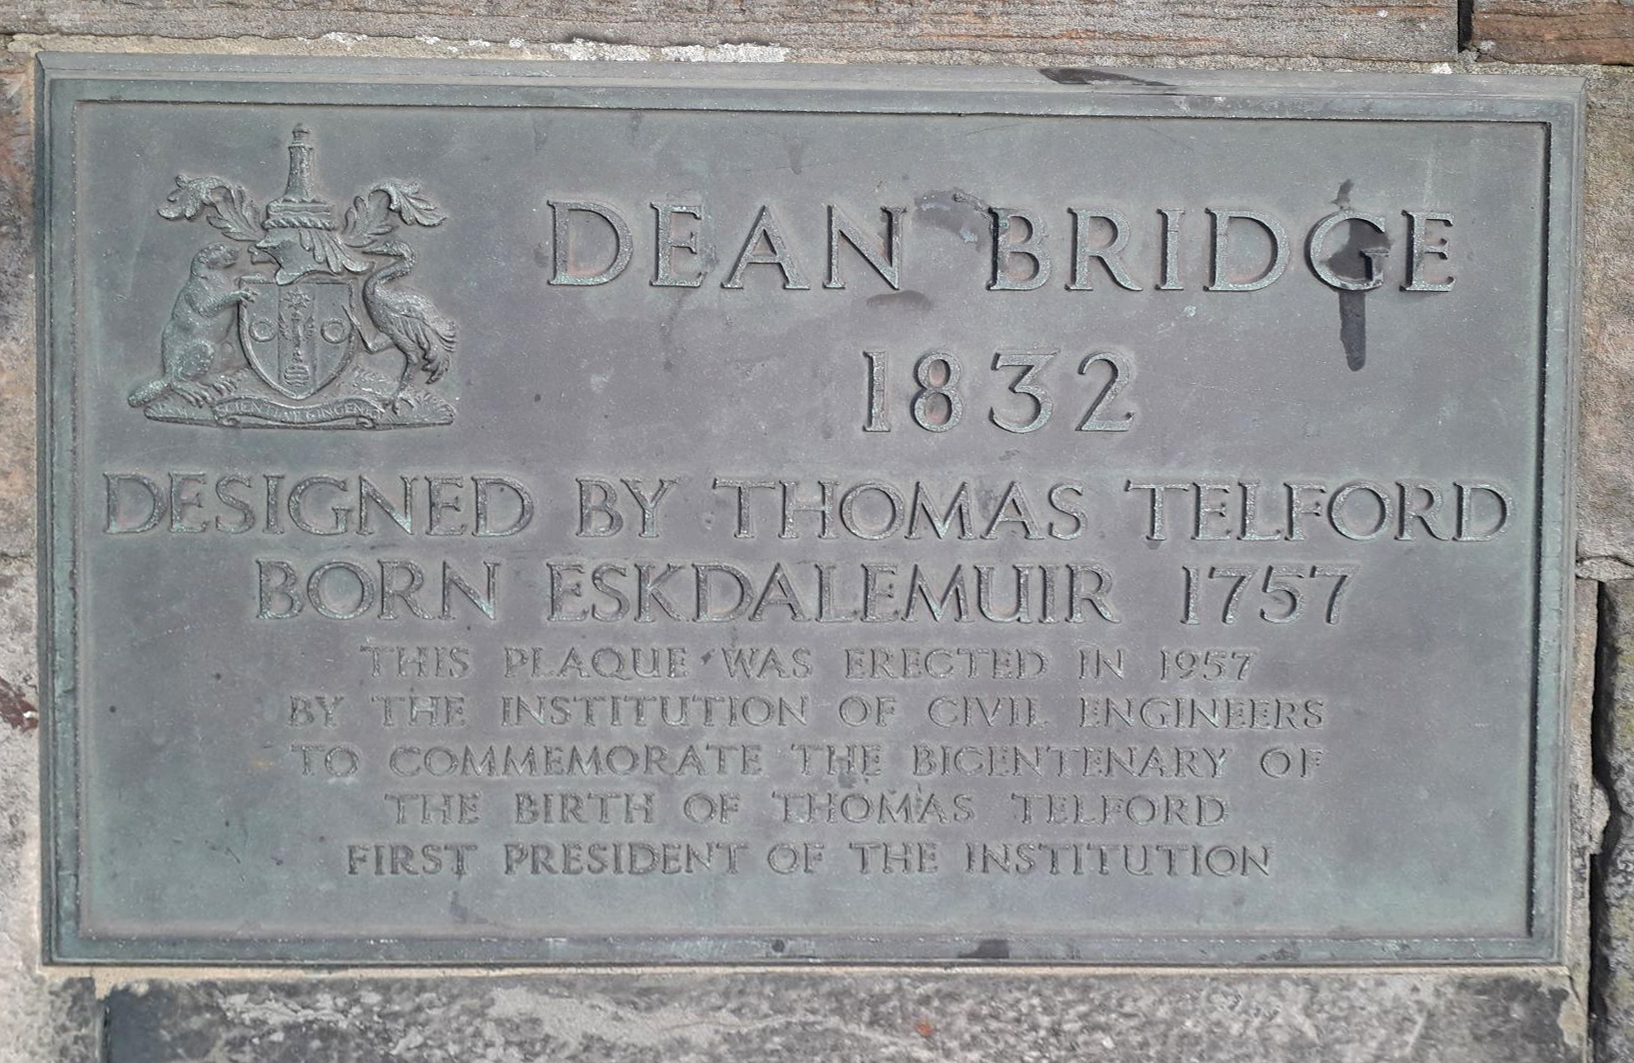 DEAN BRIDGE
1832
DESIGNED BY THOMAS TELFORD
BORN ESKDALEMUIR 1757
THIS PLAQUE WAS ERECTED IN 1957
BY THE INSTITUTION OF CIVIL ENGINEERS
TO COMMEMORATE THE BICENTENARY OF
THE BIRTH OF THOMAS TELFORD
FIRST PRESIDENT OF THE INSTITUTION